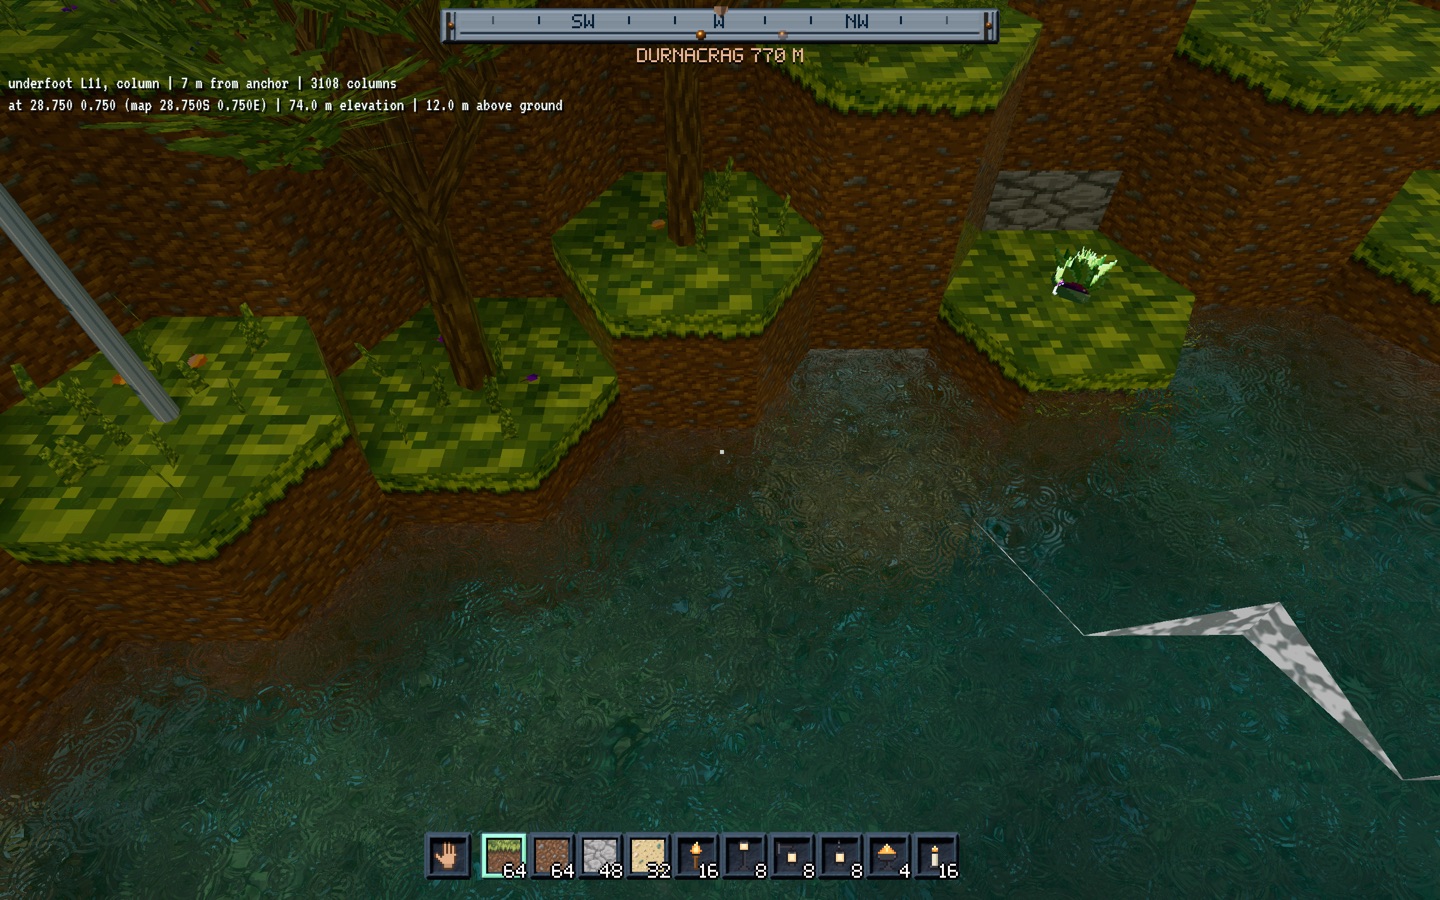 SW W NW
DURNACRAG 770 M
underfoot L11, column | 7 m from anchor | 3108 columns
at 28.750 0.750 (map 28.750S 0.750E) | 74.0 m elevation | 12.0 m above ground
64 64 48 32 16 8 8 8 4 16